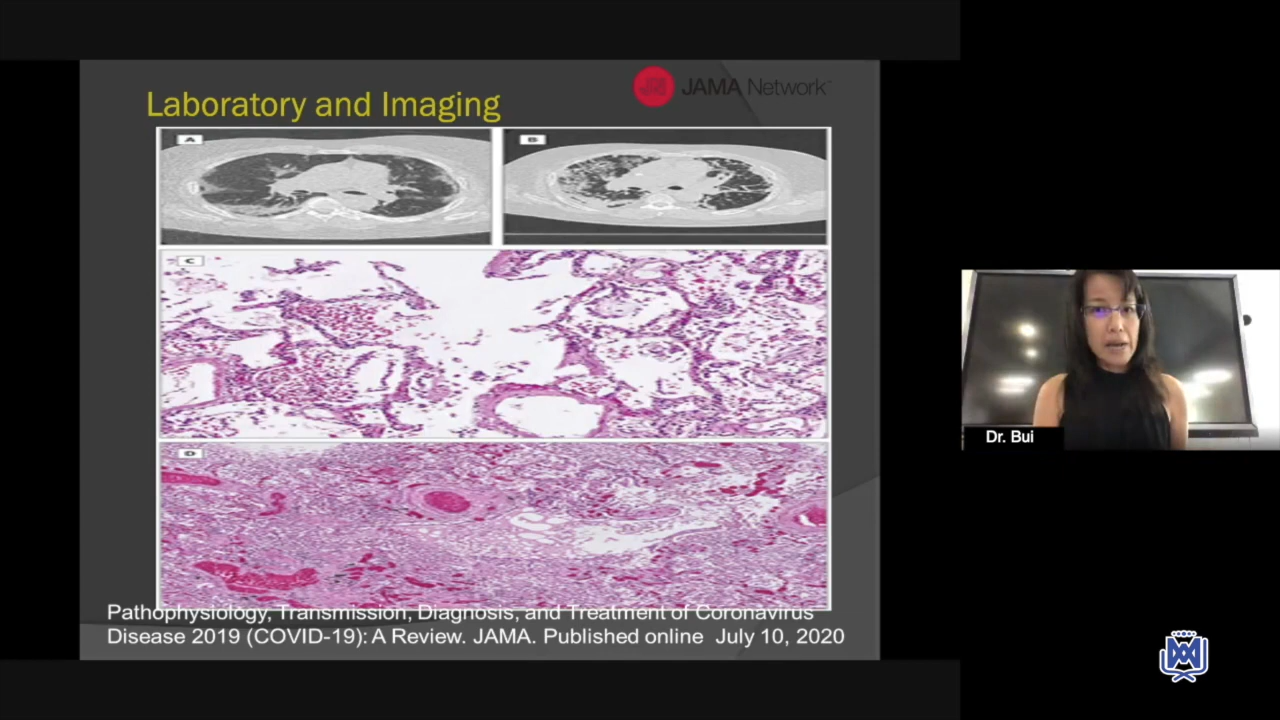 JAMA Network™
Laboratory and Imaging
A
B
C
D
Pathophysiology, Transmission, Diagnosis, and Treatment of Coronavirus
Disease 2019 (COVID-19): A Review. JAMA. Published online July 10, 2020
Dr. Bui